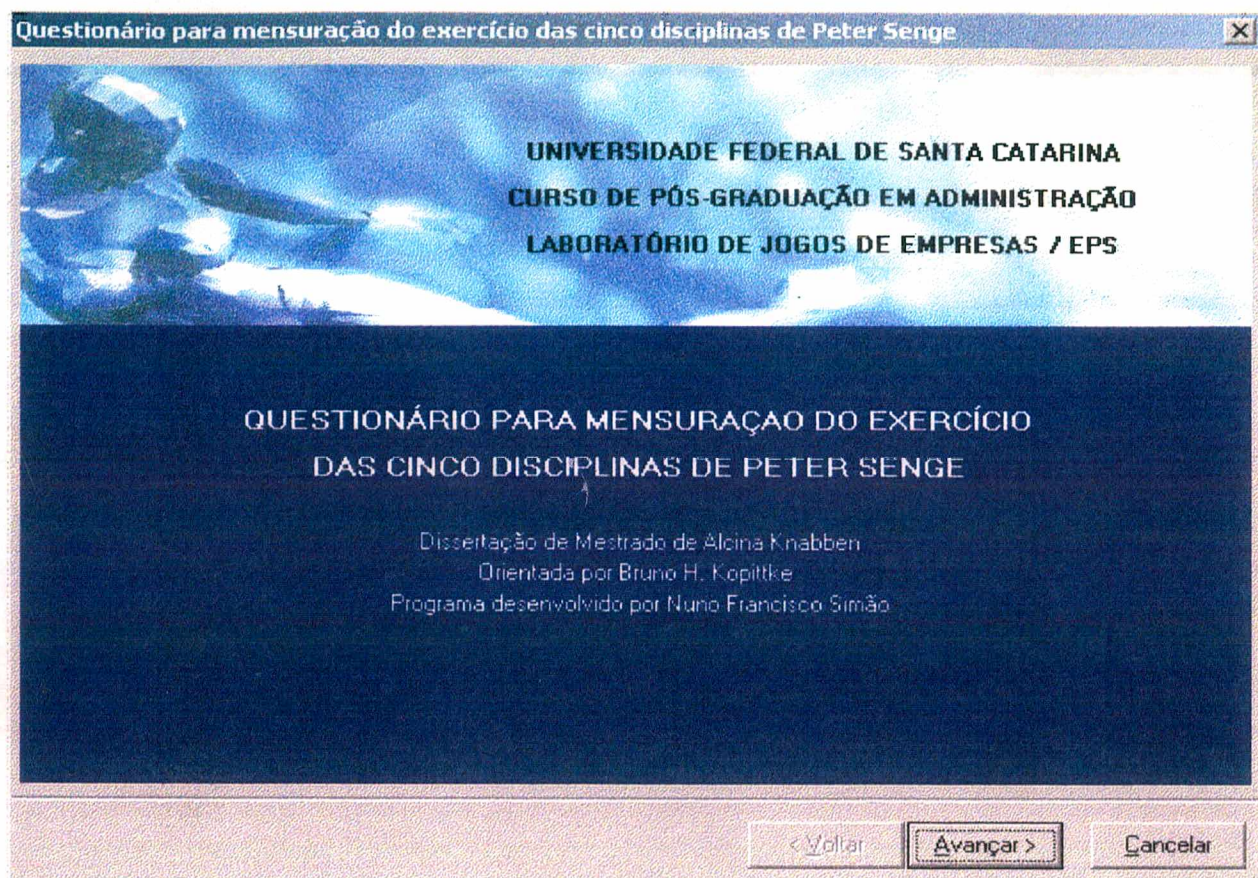 Questionário para mensuração do exercício das cinco disciplinas de Peter Senge
UNIVERSIDADE FEDERAL DE SANTA CATARINA
CURSO DE PÓS-GRADUAÇÃO EM ADMINISTRAÇÃO
LABORATÓRIO DE JOGOS DE EMPRESAS / EPS
QUESTIONÁRIO PARA MENSURAÇAO DO EXERCÍCIO
DAS CINCO DISCIPLINAS DE PETER SENGE
Dissertação de Mestrado de Alcina Knabben
Orientada por Bruno H. Kopittke
Programa desenvolvido por Nuno Francisco Simão
< Voltar Avançar > Cancelar